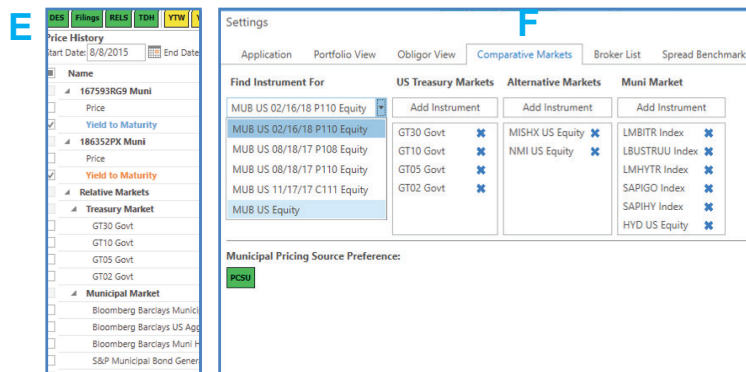 E
DES Filings RELS TDH YTW
Price History
Start Date: 8/8/2015 End Date
Name
167593RG9 Muni
Price
Yield to Maturity
186352PX Muni
Price
Yield to Maturity
Relative Markets
Treasury Market
GT30 Govt
GT10 Govt
GT05 Govt
GT02 Govt
Municipal Market
Bloomberg Barclays Munici
Bloomberg Barclays US Agg
Bloomberg Barclays Muni H
S&P Municipal Bond Gener
F
Settings
Application Portfolio View Obligor View Comparative Markets Broker List Spread Benchmark
Find Instrument For US Treasury Markets Alternative Markets Muni Market
MUB US 02/16/18 P110 Equity Add Instrument Add Instrument Add Instrument
MUB US 02/16/18 P110 Equity GT30 Govt MISHX US Equity LMBITR Index
MUB US 08/18/17 P108 Equity GT10 Govt NMI US Equity LBUSTRUU Index
MUB US 08/18/17 P110 Equity GT05 Govt LMHYTR Index
MUB US 11/17/17 C111 Equity GT02 Govt SAPIGO Index
MUB US Equity SAPIHY Index
HYD US Equity
Municipal Pricing Source Preference:
PCSU